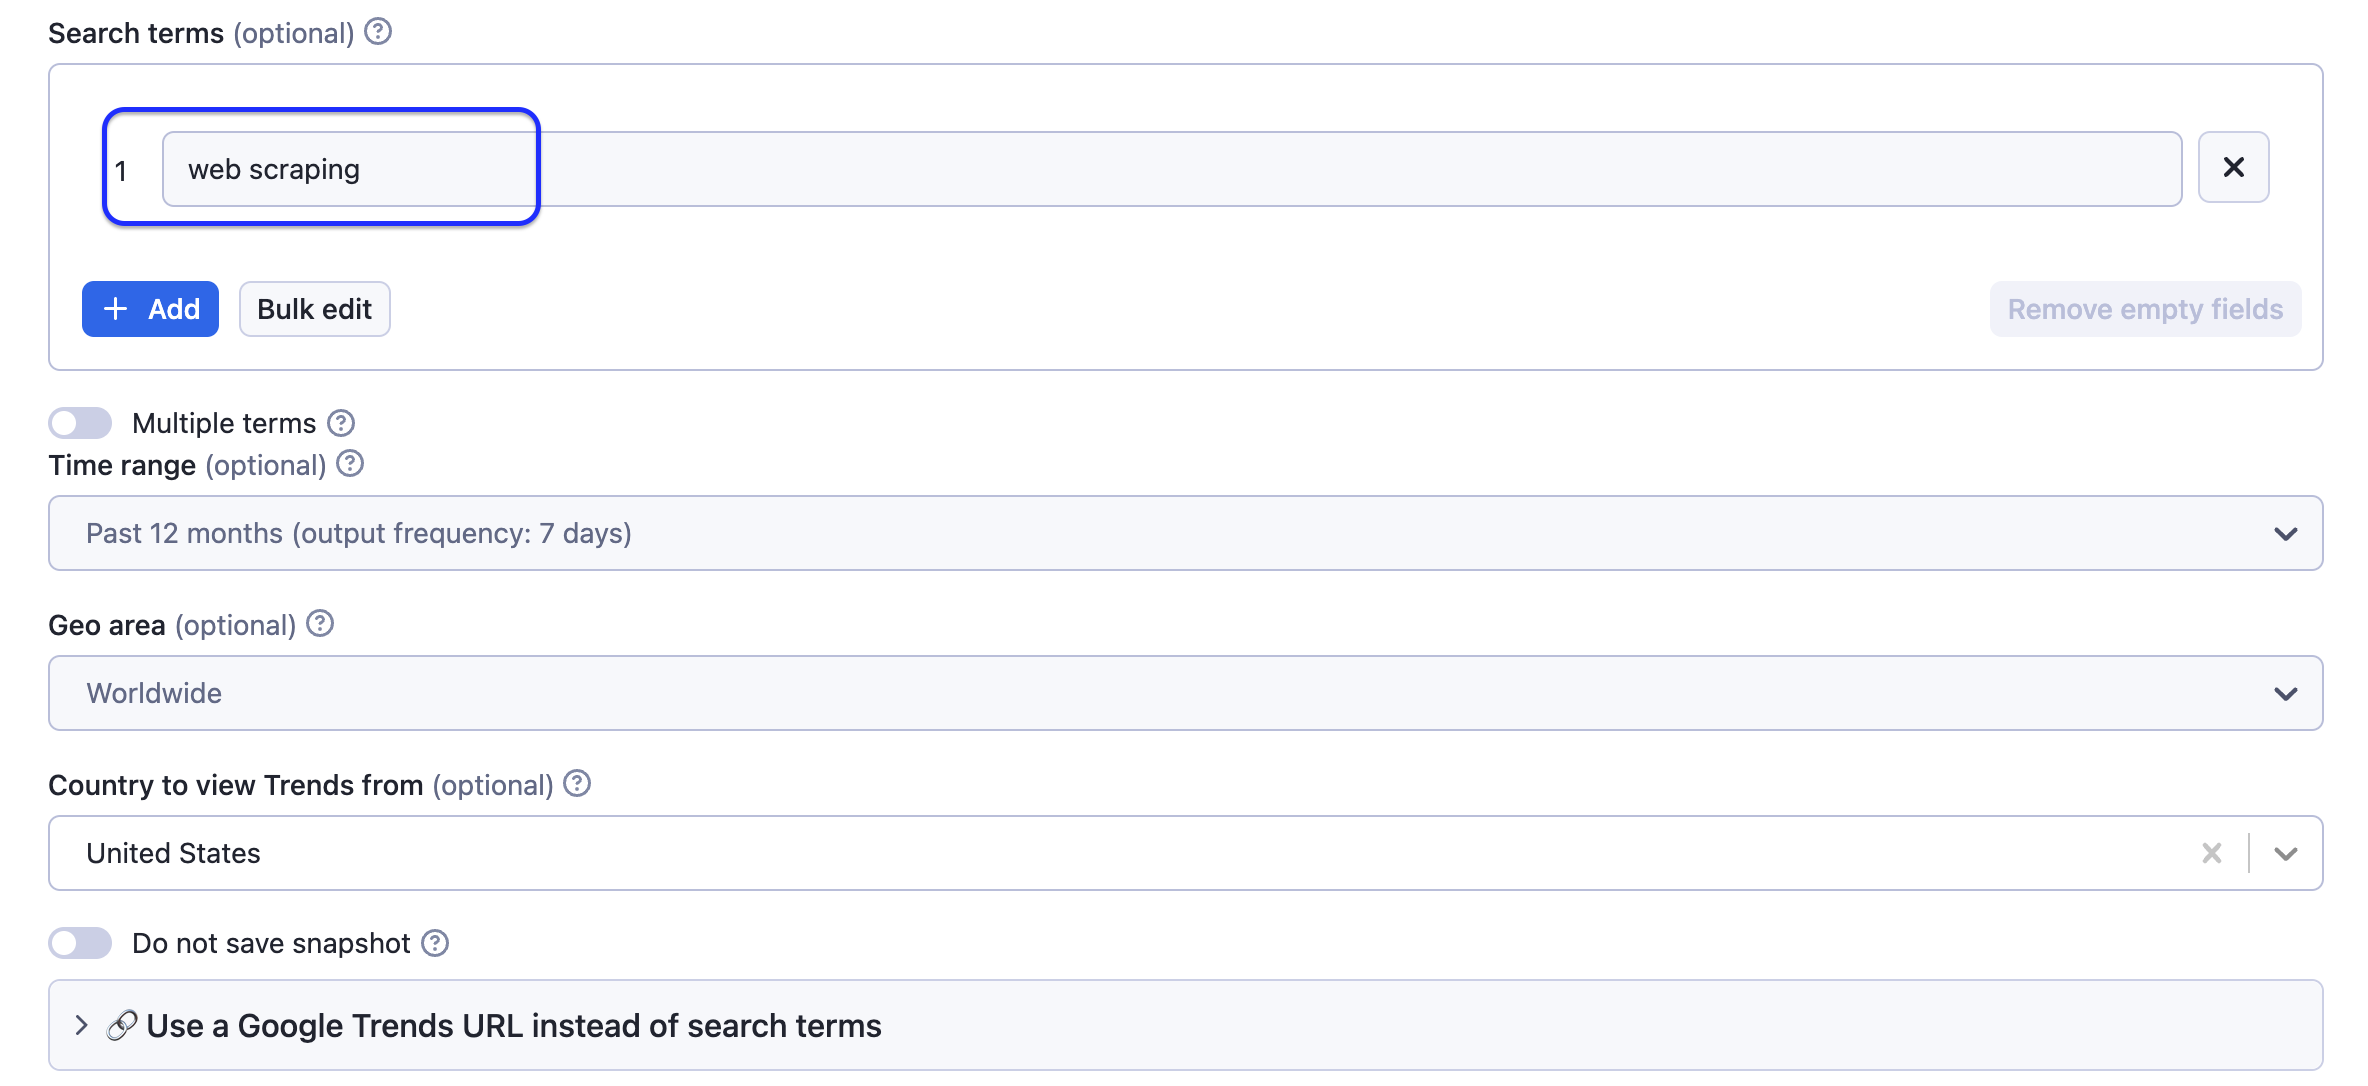 Search terms (optional)
1 web scraping
Add Bulk edit Remove empty fields
Multiple terms
Time range (optional)
Past 12 months (output frequency: 7 days)
Geo area (optional)
Worldwide
Country to view Trends from (optional)
United States
Do not save snapshot
Use a Google Trends URL instead of search terms